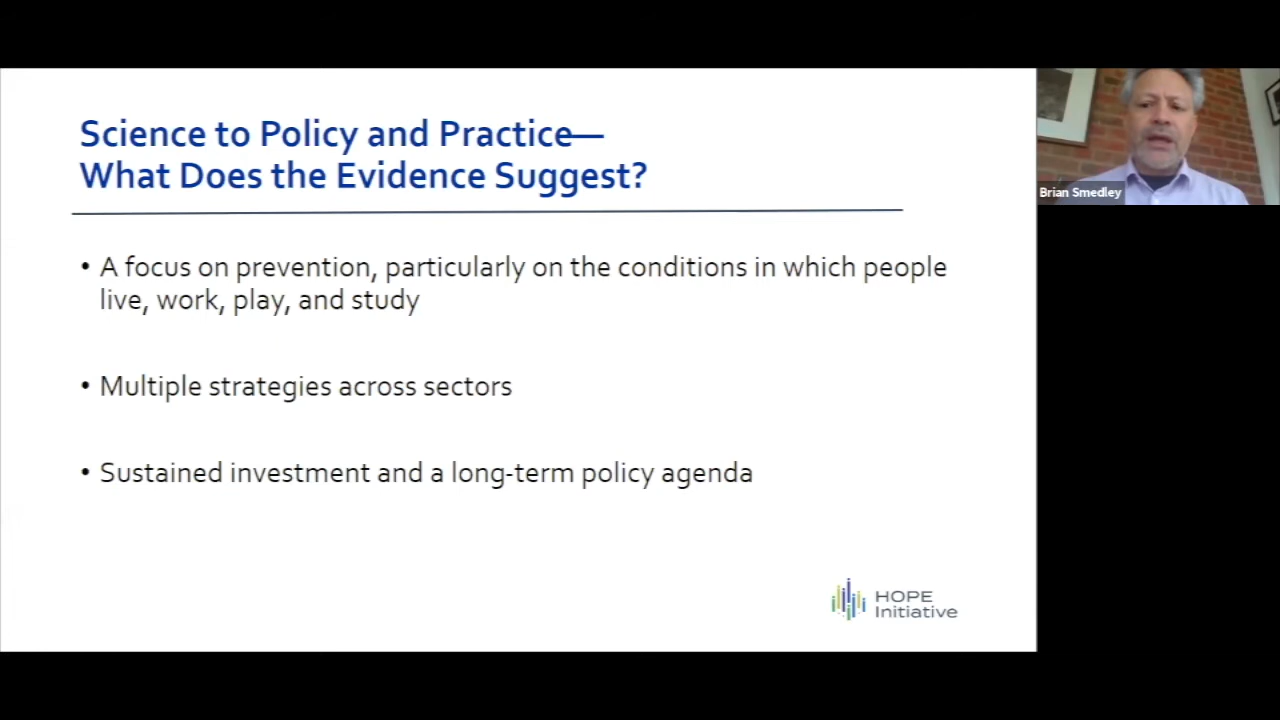 Science to Policy and Practice—
What Does the Evidence Suggest?
• A focus on prevention, particularly on the conditions in which people
live, work, play, and study
• Multiple strategies across sectors
• Sustained investment and a long-term policy agenda
HOPE
Initiative
Brian Smedley